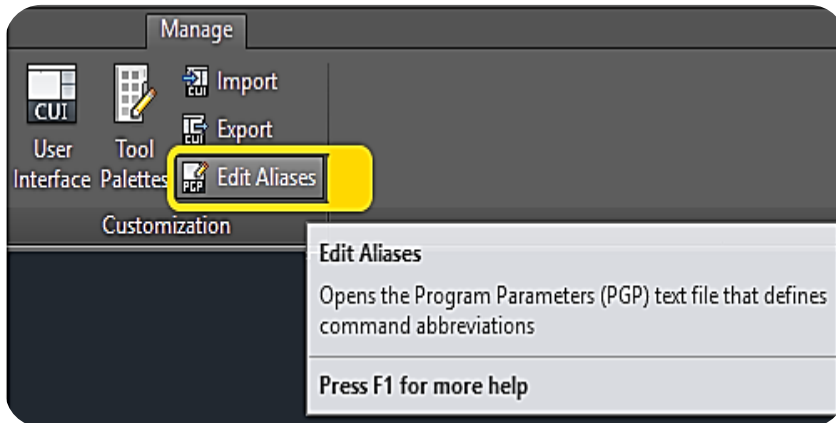 Manage
CUI
User
Interface
Tool
Palettes
CUI
Import
CUI
Export
PGP
Edit Aliases
Customization
Edit Aliases
Opens the Program Parameters (PGP) text file that defines
command abbreviations
Press F1 for more help